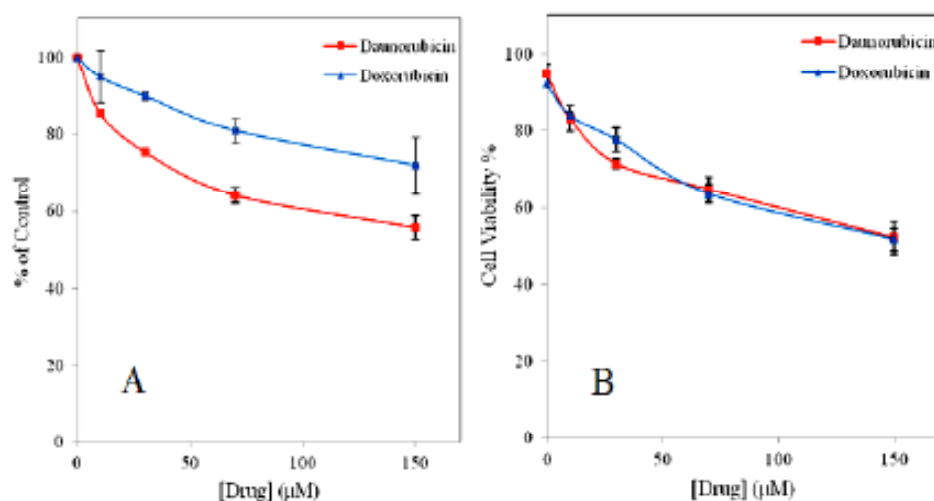 100
80
60
40
20
0
% of Control
Daunorubicin
Doxorubicin
A
0
50
100
150
[Drug] (µM)
100
80
60
40
20
0
Cell Viability %
Daunorubicin
Doxorubicin
B
0
50
100
150
[Drug] (µM)